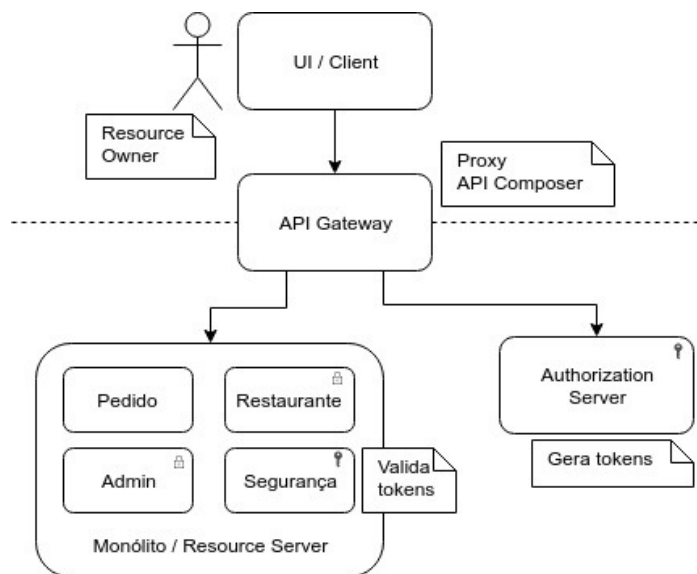 UI / Client
Resource
Owner
Proxy
API Composer
API Gateway
Pedido
Restaurante
Authorization
Server
Admin
Segurança
Valida
tokens
Gera tokens
Monólito / Resource Server